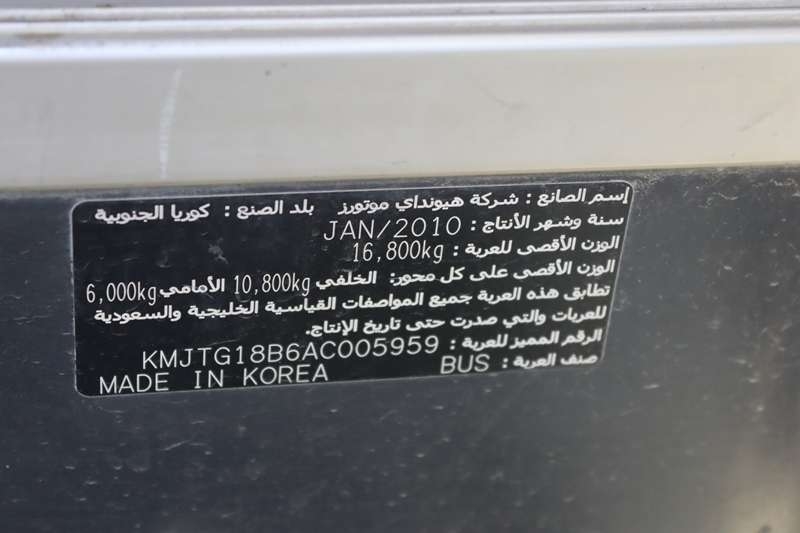 إسم الصانع : شركة هيونداي موتورز بلد الصنع : كوريا الجنوبية
سنة وشهر الأنتاج : JAN/2010
الوزن الأقصى للعربة : 16,800kg
الوزن الأقصى على كل محور: الخلفي 10,800kg الأمامي 6,000kg
تطابق هذه العربة جميع المواصفات القياسية الخليجية والسعودية
للعربات والتي صدرت حتى تاريخ الإنتاج.
الرقم المميز للعربة : KMJTG18B6AC005959
صنف العربة : BUS
MADE IN KOREA